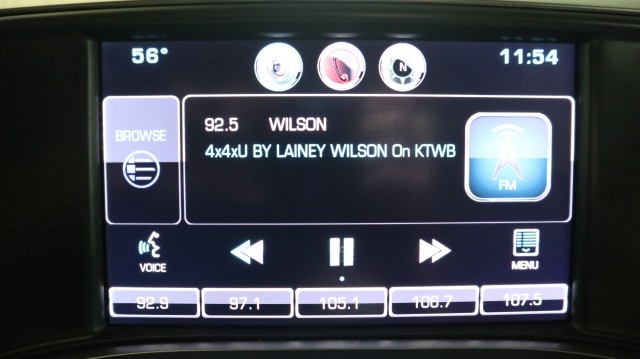 56° 11:54
N
BROWSE
92.5 WILSON
4x4xU BY LAINEY WILSON On KTWB
FM
VOICE
MENU
92.9 97.1 105.1 106.7 107.5